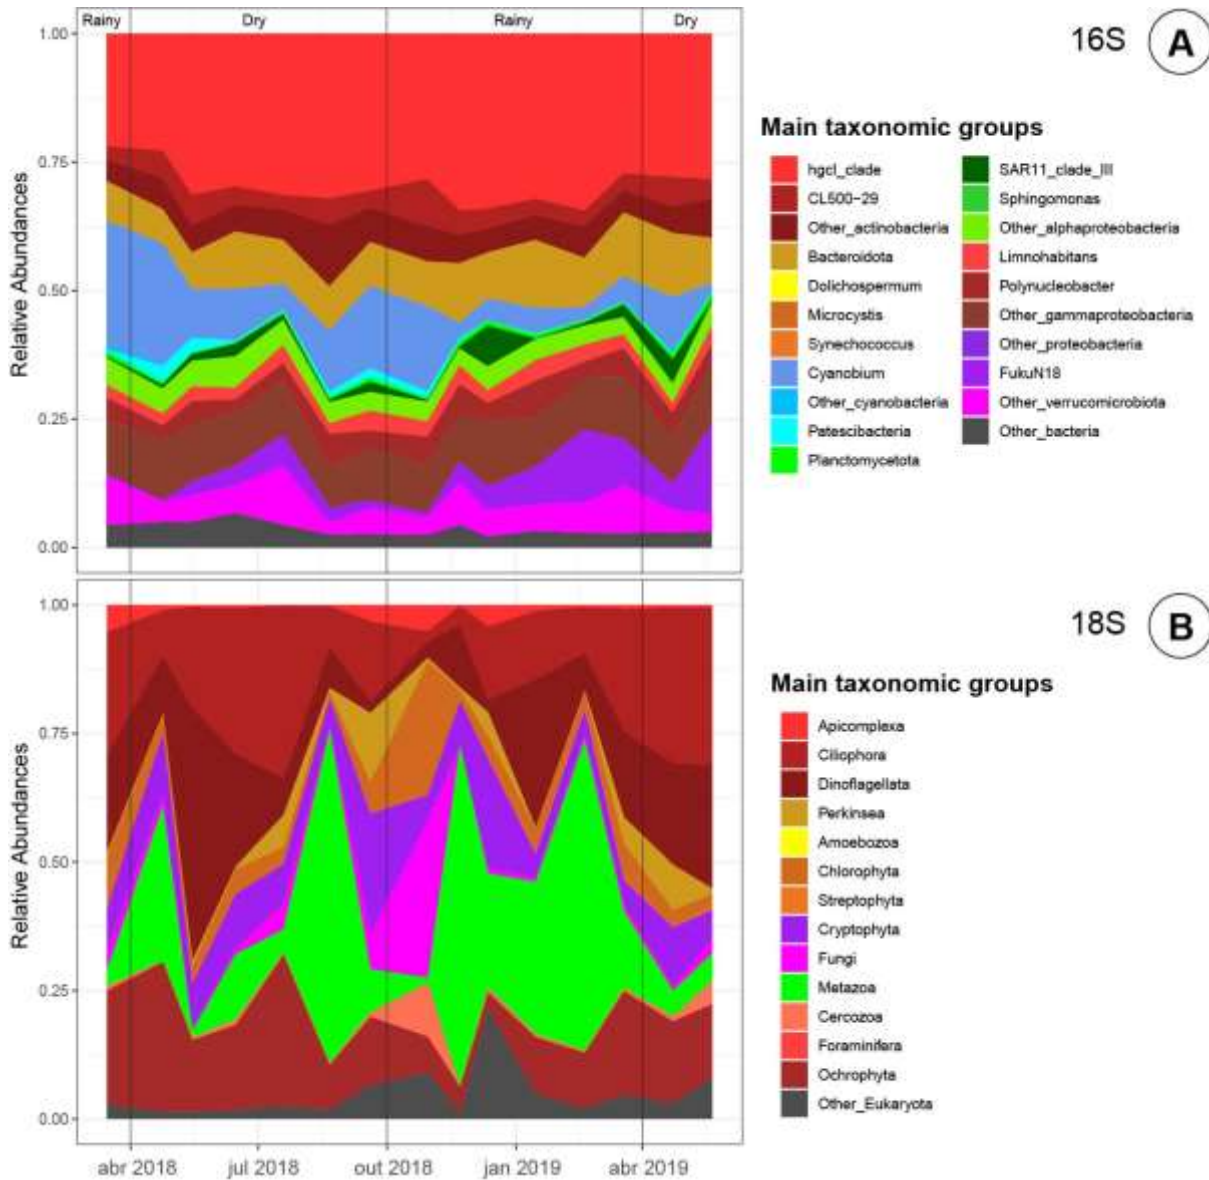 Rainy Dry Rainy Dry
16S A
1.00
0.75
0.50
0.25
0.00
Relative Abundances
Main taxonomic groups
hgcI_clade
CL500-29
Other_actinobacteria
Bacteroidota
Dolichospermum
Microcystis
Synechococcus
Cyanobium
Other_cyanobacteria
Patescibacteria
Planctomycetota
SAR11_clade_III
Sphingomonas
Other_alphaproteobacteria
Limnohabitans
Polynucleobacter
Other_gammaproteobacteria
Other_proteobacteria
FukuN18
Other_verrucomicrobiota
Other_bacteria
18S B
1.00
0.75
0.50
0.25
0.00
Relative Abundances
Main taxonomic groups
Apicomplexa
Ciliophora
Dinoflagellata
Perkinsea
Amoebozoa
Chlorophyta
Streptophyta
Cryptophyta
Fungi
Metazoa
Cercozoa
Foraminifera
Ochrophyta
Other_Eukaryota
abr 2018 jul 2018 out 2018 jan 2019 abr 2019